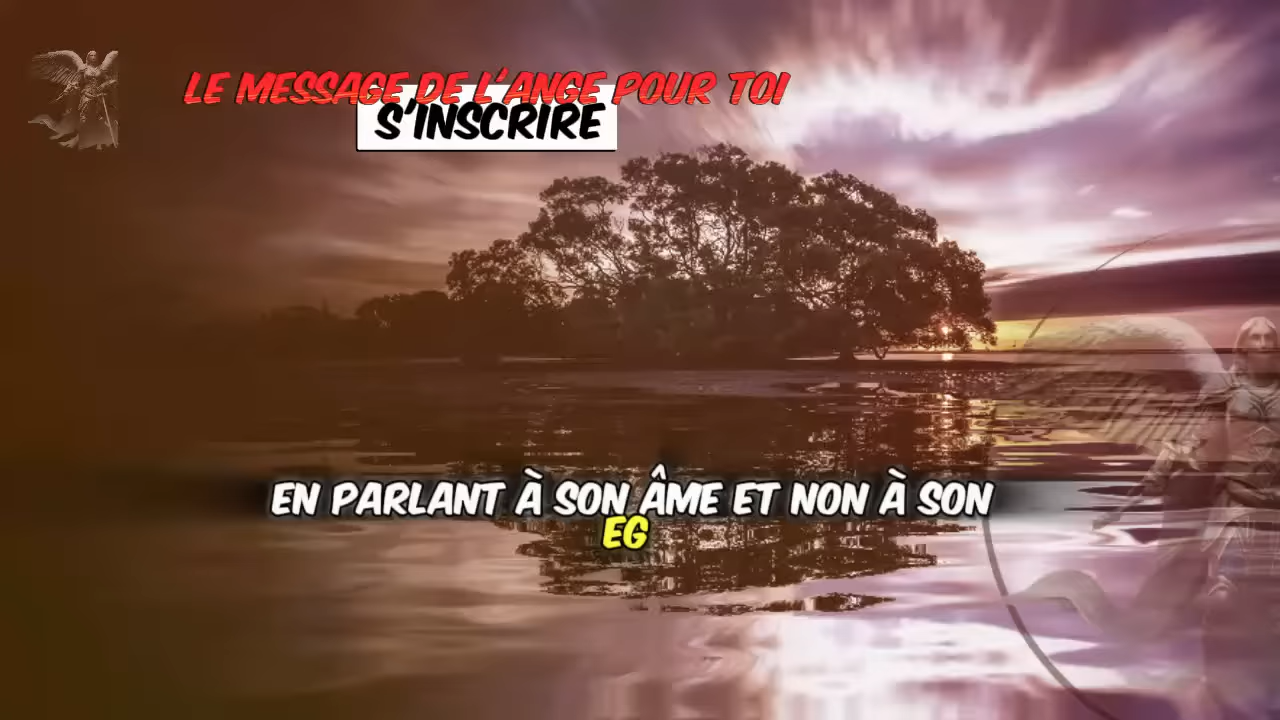 LE MESSAGE DE L'ANGE POUR TOI
S'INSCRIRE
EN PARLANT À SON ÂME ET NON À SON
EG